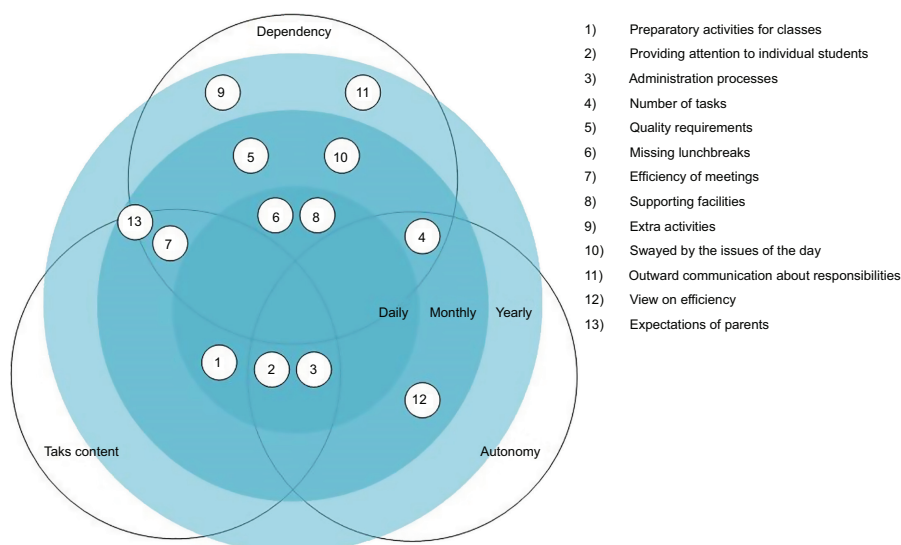 Dependency
9
11
5
10
6
8
13
7
4
Daily
Monthly
Yearly
1
2
3
12
Taks content
Autonomy
1) Preparatory activities for classes
2) Providing attention to individual students
3) Administration processes
4) Number of tasks
5) Quality requirements
6) Missing lunchbreaks
7) Efficiency of meetings
8) Supporting facilities
9) Extra activities
10) Swayed by the issues of the day
11) Outward communication about responsibilities
12) View on efficiency
13) Expectations of parents